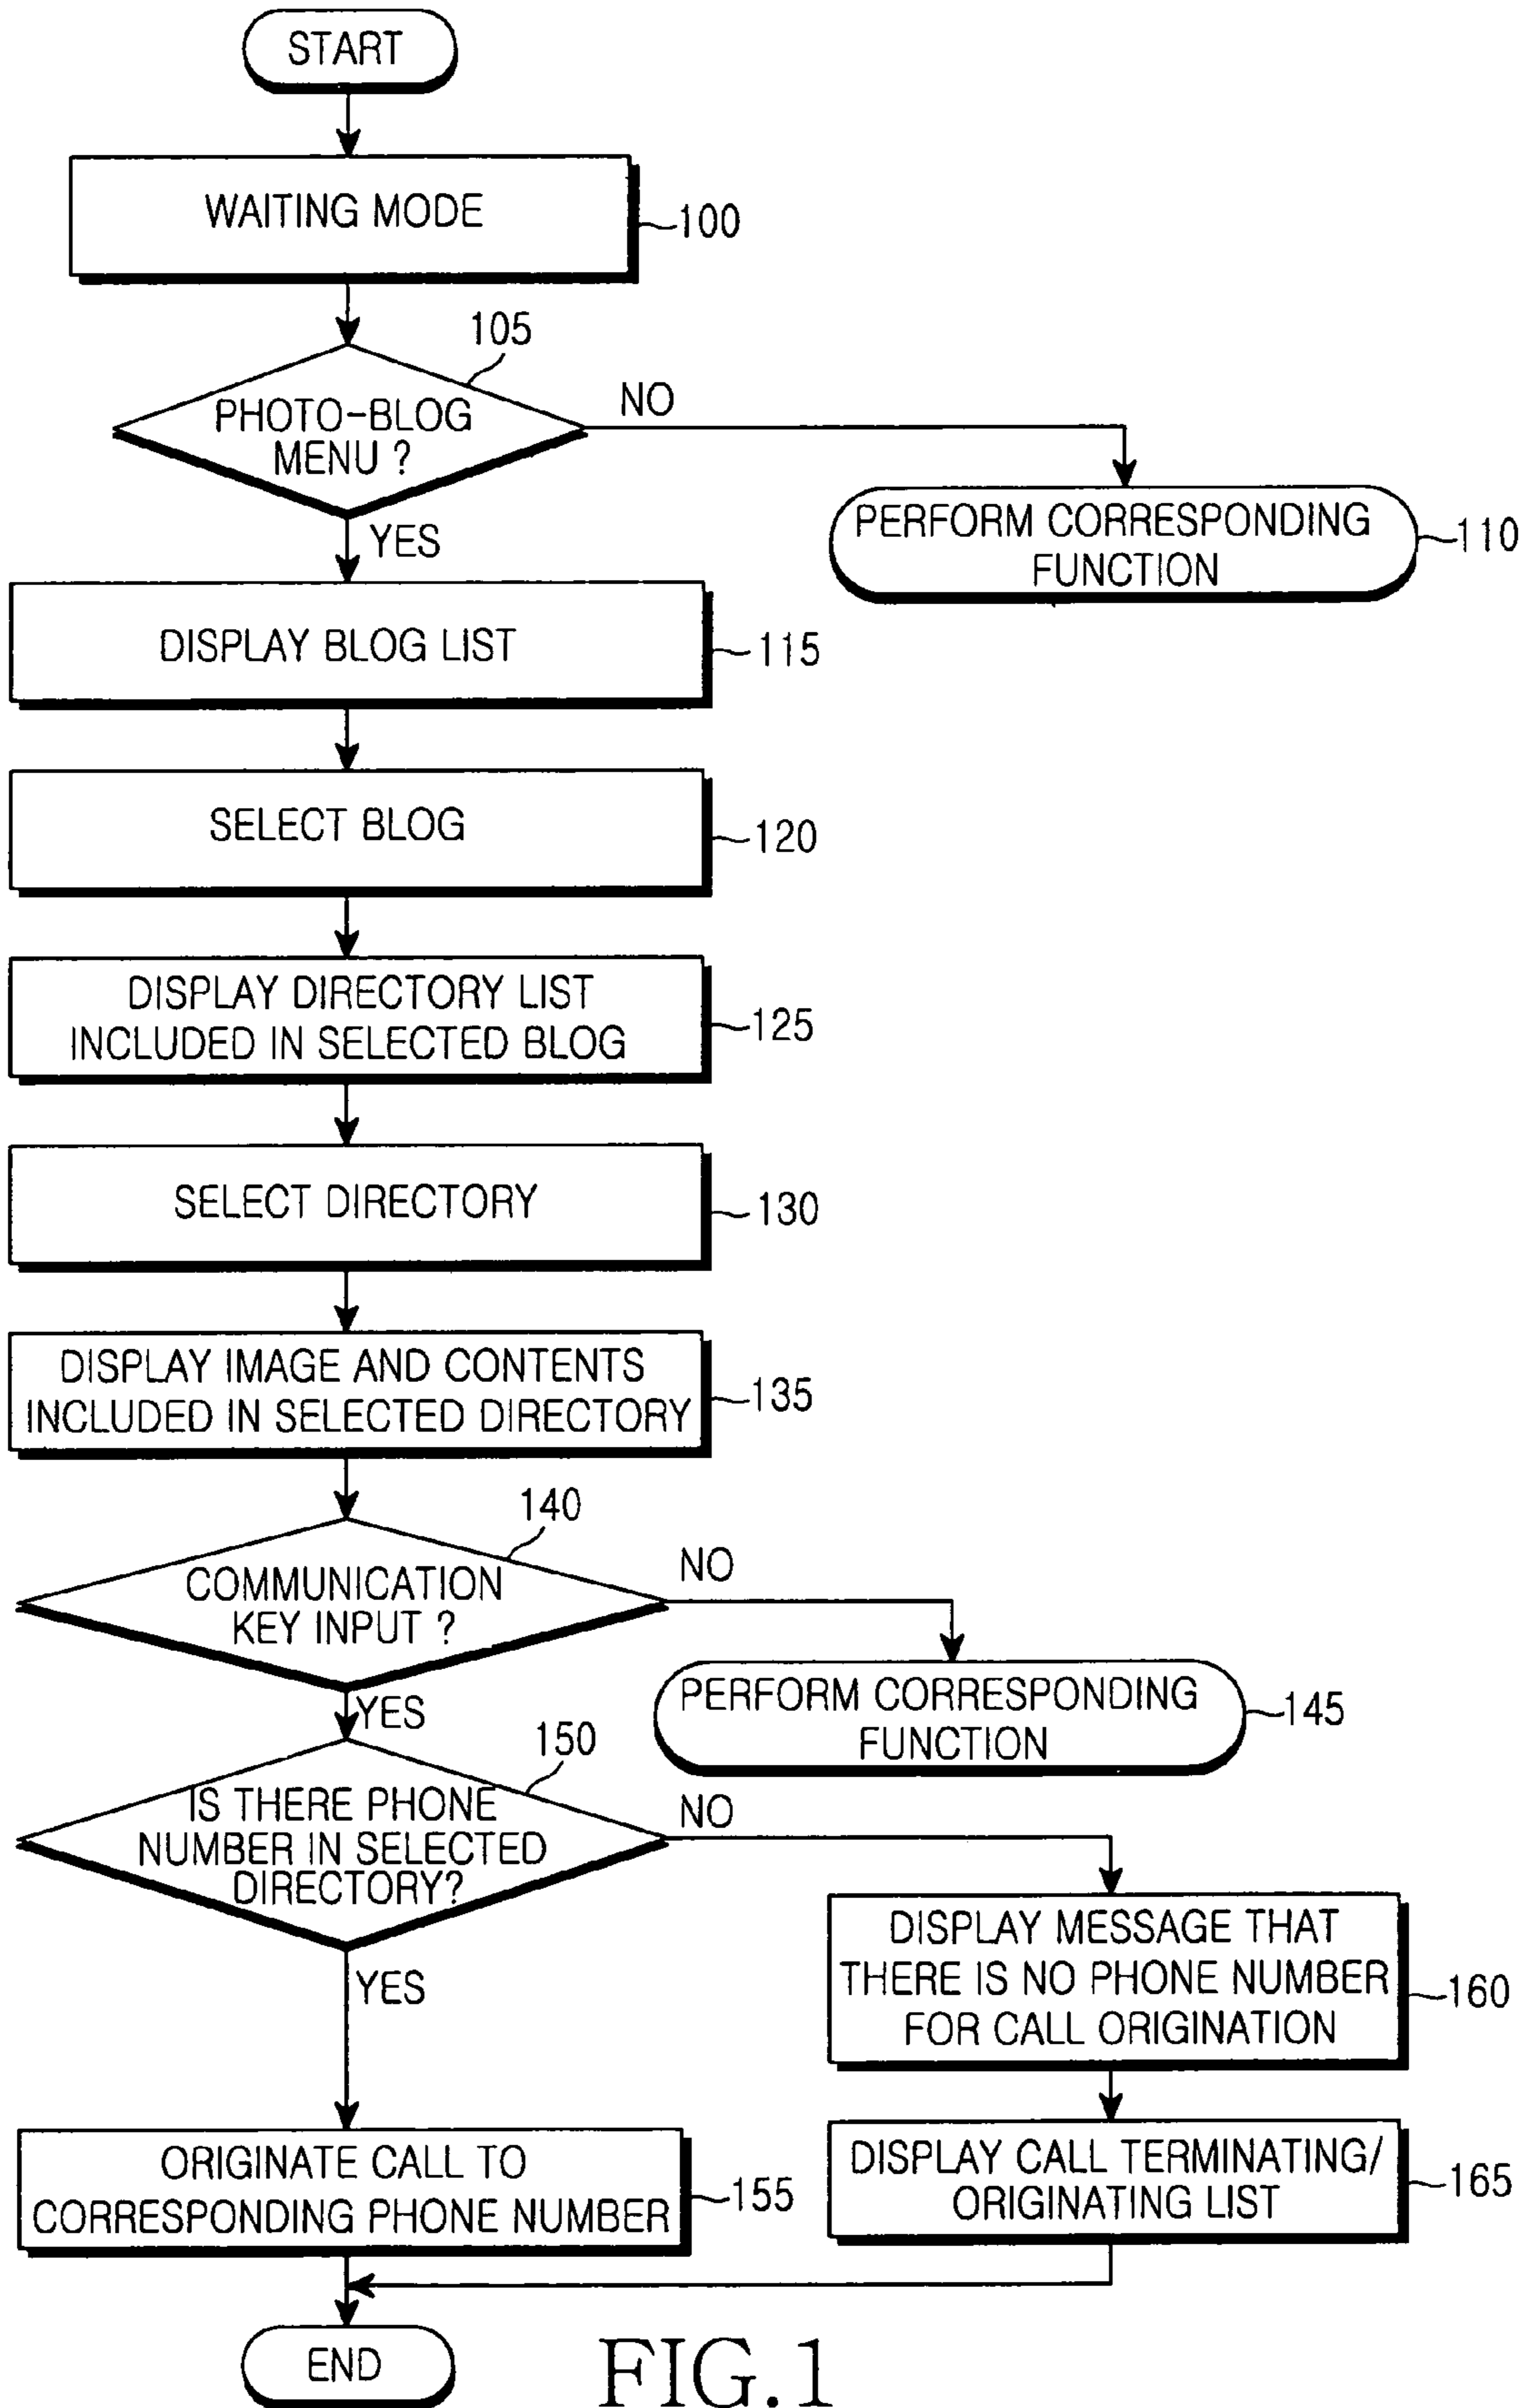 START
WAITING MODE
100
105
PHOTO-BLOG
MENU ?
NO
YES
PERFORM CORRESPONDING
FUNCTION
110
DISPLAY BLOG LIST
115
SELECT BLOG
120
DISPLAY DIRECTORY LIST
INCLUDED IN SELECTED BLOG
125
SELECT DIRECTORY
130
DISPLAY IMAGE AND CONTENTS
INCLUDED IN SELECTED DIRECTORY
135
140
COMMUNICATION
KEY INPUT ?
NO
YES
PERFORM CORRESPONDING
FUNCTION
145
150
IS THERE PHONE
NUMBER IN SELECTED
DIRECTORY?
NO
YES
DISPLAY MESSAGE THAT
THERE IS NO PHONE NUMBER
FOR CALL ORIGINATION
160
ORIGINATE CALL TO
CORRESPONDING PHONE NUMBER
155
DISPLAY CALL TERMINATING/
ORIGINATING LIST
165
END
FIG.1